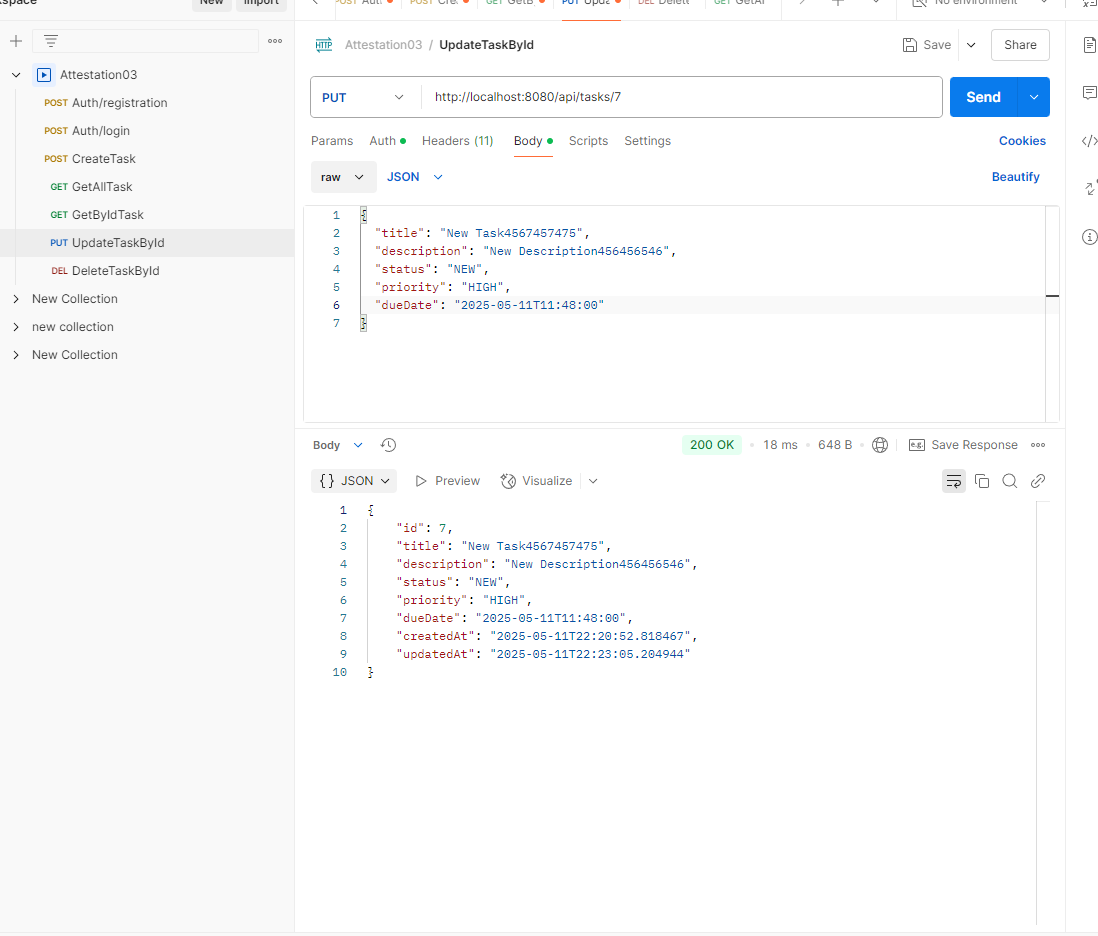 kspace
New Import
POST Aut POST Cre GET GetB PUT Upda DEL Delet GET GetAl No environment
Attestation03 / UpdateTaskById Save Share
Attestation03
POST Auth/registration
POST Auth/login
POST CreateTask
GET GetAllTask
GET GetByIdTask
PUT UpdateTaskById
DEL DeleteTaskById
New Collection
new collection
New Collection
HTTP
PUT http://localhost:8080/api/tasks/7 Send
Params Auth Headers (11) Body Scripts Settings Cookies
raw JSON Beautify
1 {
2 "title": "New Task4567457475",
3 "description": "New Description456456546",
4 "status": "NEW",
5 "priority": "HIGH",
6 "dueDate": "2025-05-11T11:48:00"
7 }
Body 200 OK • 18 ms • 648 B • e.g. Save Response
{} JSON Preview Visualize
1 {
2 "id": 7,
3 "title": "New Task4567457475",
4 "description": "New Description456456546",
5 "status": "NEW",
6 "priority": "HIGH",
7 "dueDate": "2025-05-11T11:48:00",
8 "createdAt": "2025-05-11T22:20:52.818467",
9 "updatedAt": "2025-05-11T22:23:05.204944"
10 }